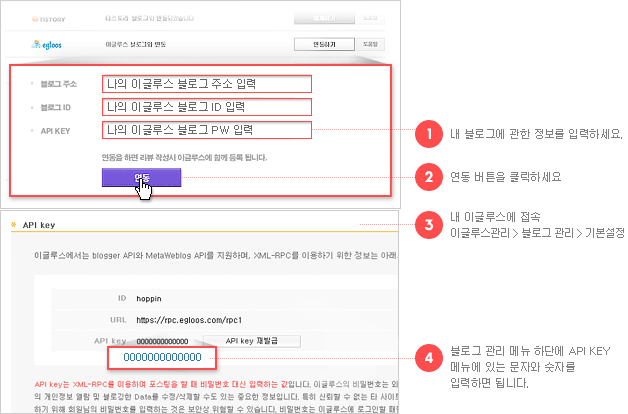 TISTORY 티스토리 블로그와 연동되었습니다 해제하기 도움말
egloos 이글루스 블로그와 연동 연동하기 도움말
블로그 주소 나의 이글루스 블로그 주소 입력
블로그 ID 나의 이글루스 블로그 ID 입력
API KEY 나의 이글루스 블로그 PW 입력
연동을 하면 리뷰 작성시 이글루스에 함께 등록 됩니다.
연동
1 내 블로그에 관한 정보를 입력하세요.
2 연동 버튼을 클릭하세요
3 내 이글루스에 접속
이글루스관리 > 블로그 관리 > 기본설정
API key
이글루스에서는 blogger API와 MetaWeblog API를 지원하며, XML-RPC를 이용하기 위한 정보는 아래
ID hoppin
URL https://rpc.egloos.com/rpc1
API key 000000000000 API key 재발급
0000000000000
4 블로그 관리 메뉴 하단에 API KEY
메뉴에 있는 문자와 숫자를
입력하면 됩니다.
API key는 XML-RPC를 이용하여 포스팅을 할 때 비밀번호 대신 입력하는 값입니다. 이글루스의 비밀번호는 외
의 개인정보 열람 및 블로깅한 Data를 수정/삭제할 수도 있는 중요한 정보입니다. 특히 신뢰할 수 없는 타 사이트
하기 위해 회원님의 비밀번호를 입력하는 것은 보안상 위험할 수 있습니다. 비밀번호는 이글루스에 로그인할 때